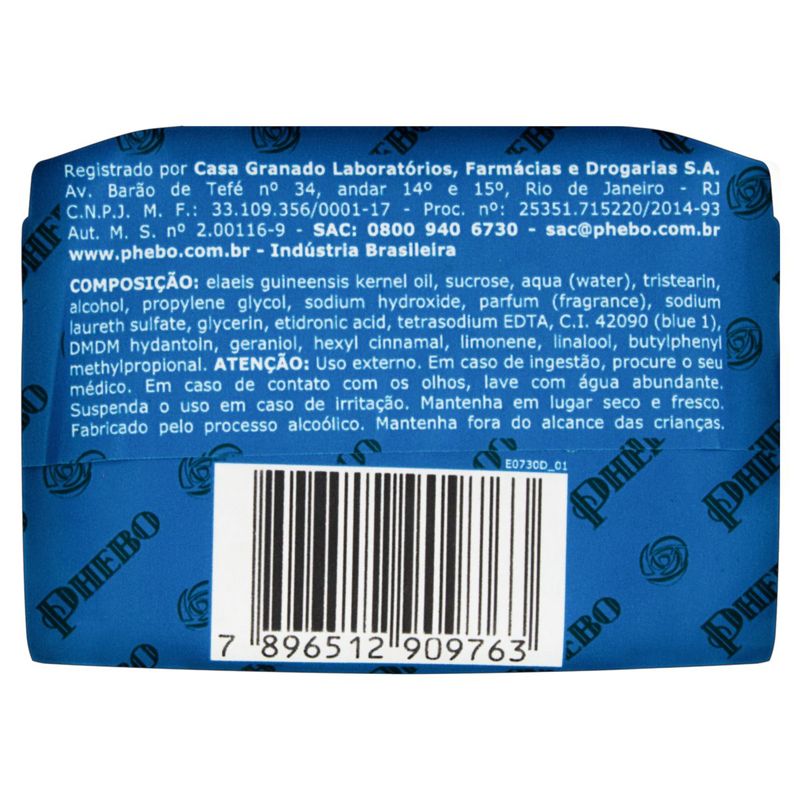 Registrado por Casa Granado Laboratórios, Farmácias e Drogarias S.A.
Av. Barão de Tefé nº 34, andar 14º e 15º, Rio de Janeiro - RJ
C.N.P.J. M. F.: 33.109.356/0001-17 - Proc. nº: 25351.715220/2014-93
Aut. M. S. nº 2.00116-9 - SAC: 0800 940 6730 - sac@phebo.com.br
www.phebo.com.br - Indústria Brasileira
COMPOSIÇÃO: elaeis guineensis kernel oil, sucrose, aqua (water), tristearin,
alcohol, propylene glycol, sodium hydroxide, parfum (fragrance), sodium
laureth sulfate, glycerin, etidronic acid, tetrasodium EDTA, C.I. 42090 (blue 1),
DMDM hydantoln, geraniol, hexyl cinnamal, limonene, linalool, butylphenyl
methylpropional. ATENÇÃO: Uso externo. Em caso de ingestão, procure o seu
médico. Em caso de contato com os olhos, lave com água abundante.
Suspenda o uso em caso de irritação. Mantenha em lugar seco e fresco.
Fabricado pelo processo alcoólico. Mantenha fora do alcance das crianças.
E0730D_01
PHEBO
PHEBO
PHEBO
PHEBO
7 896512 909763